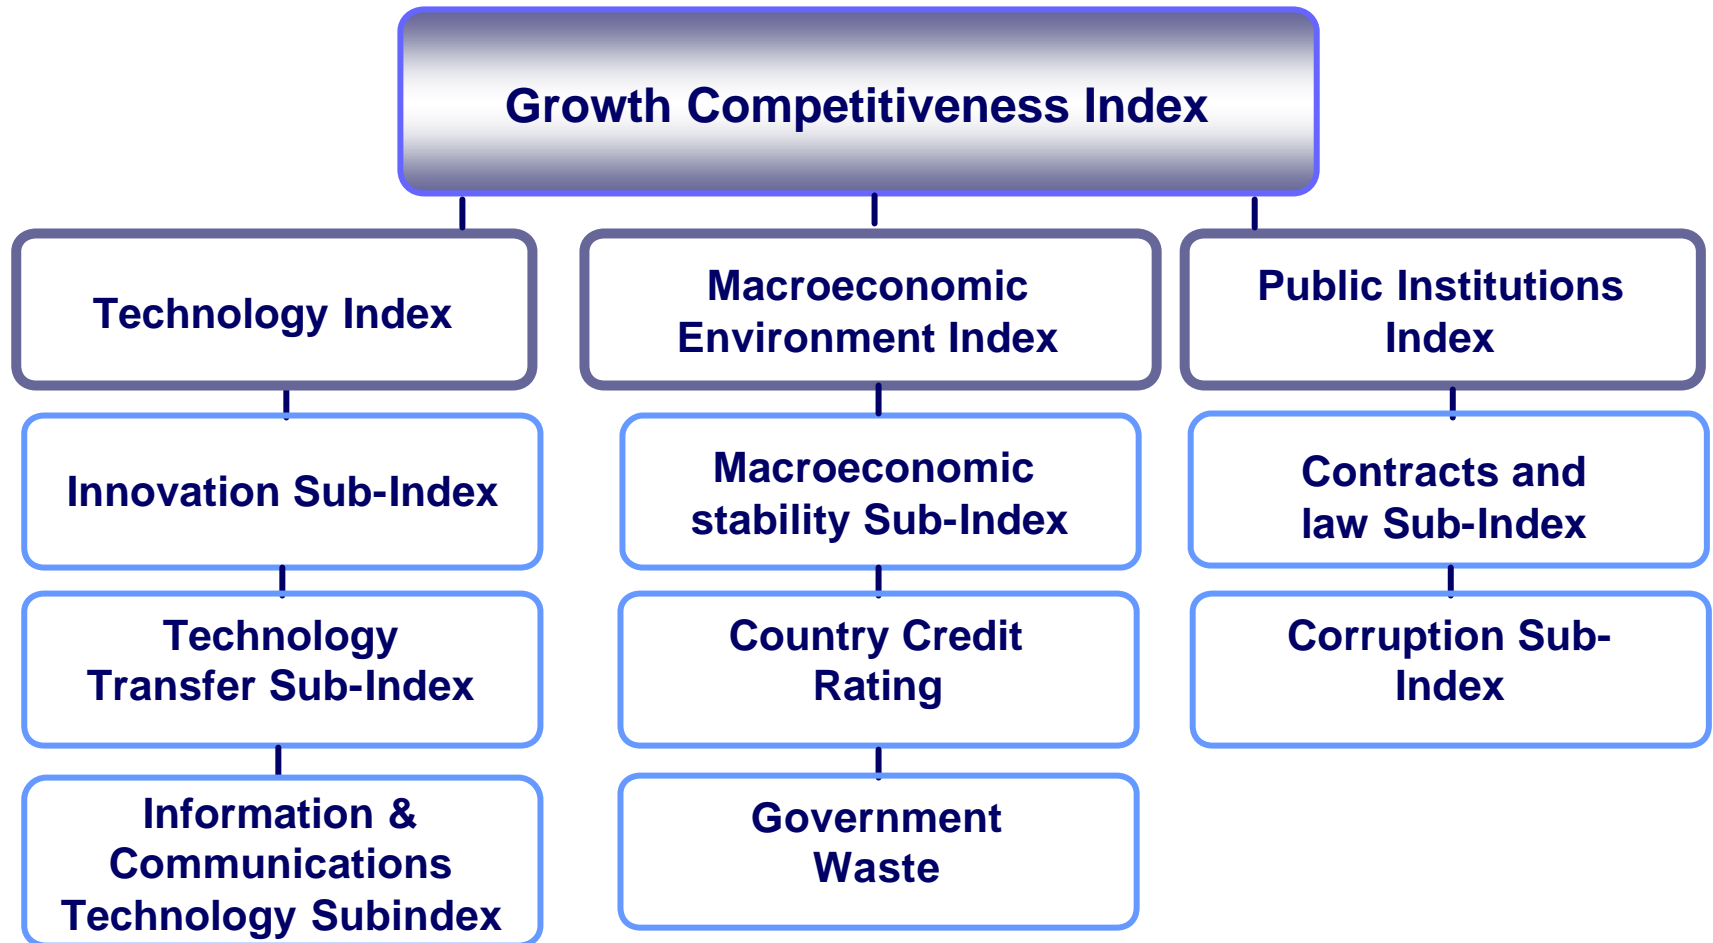 Growth Competitiveness Index
Technology Index
Macroeconomic
Environment Index
Public Institutions
Index
Innovation Sub-Index
Macroeconomic
stability Sub-Index
Contracts and
law Sub-Index
Technology
Transfer Sub-Index
Country Credit
Rating
Corruption Sub-
Index
Information &
Communications
Technology Subindex
Government
Waste